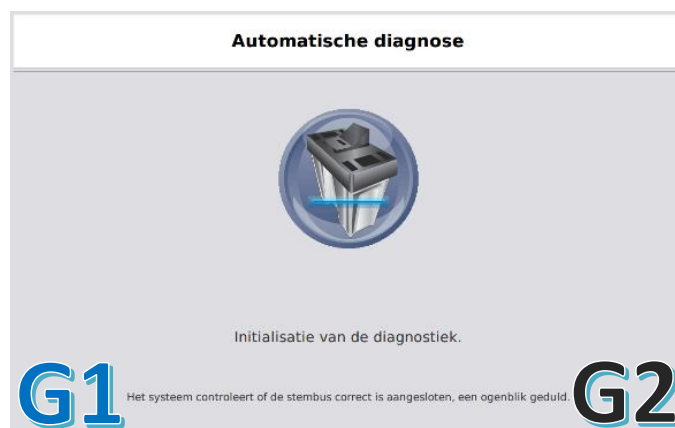 Automatische diagnose
Initialisatie van de diagnostiek.
G1 Het systeem controleert of de stembus correct is aangesloten, een ogenblik geduld. G2